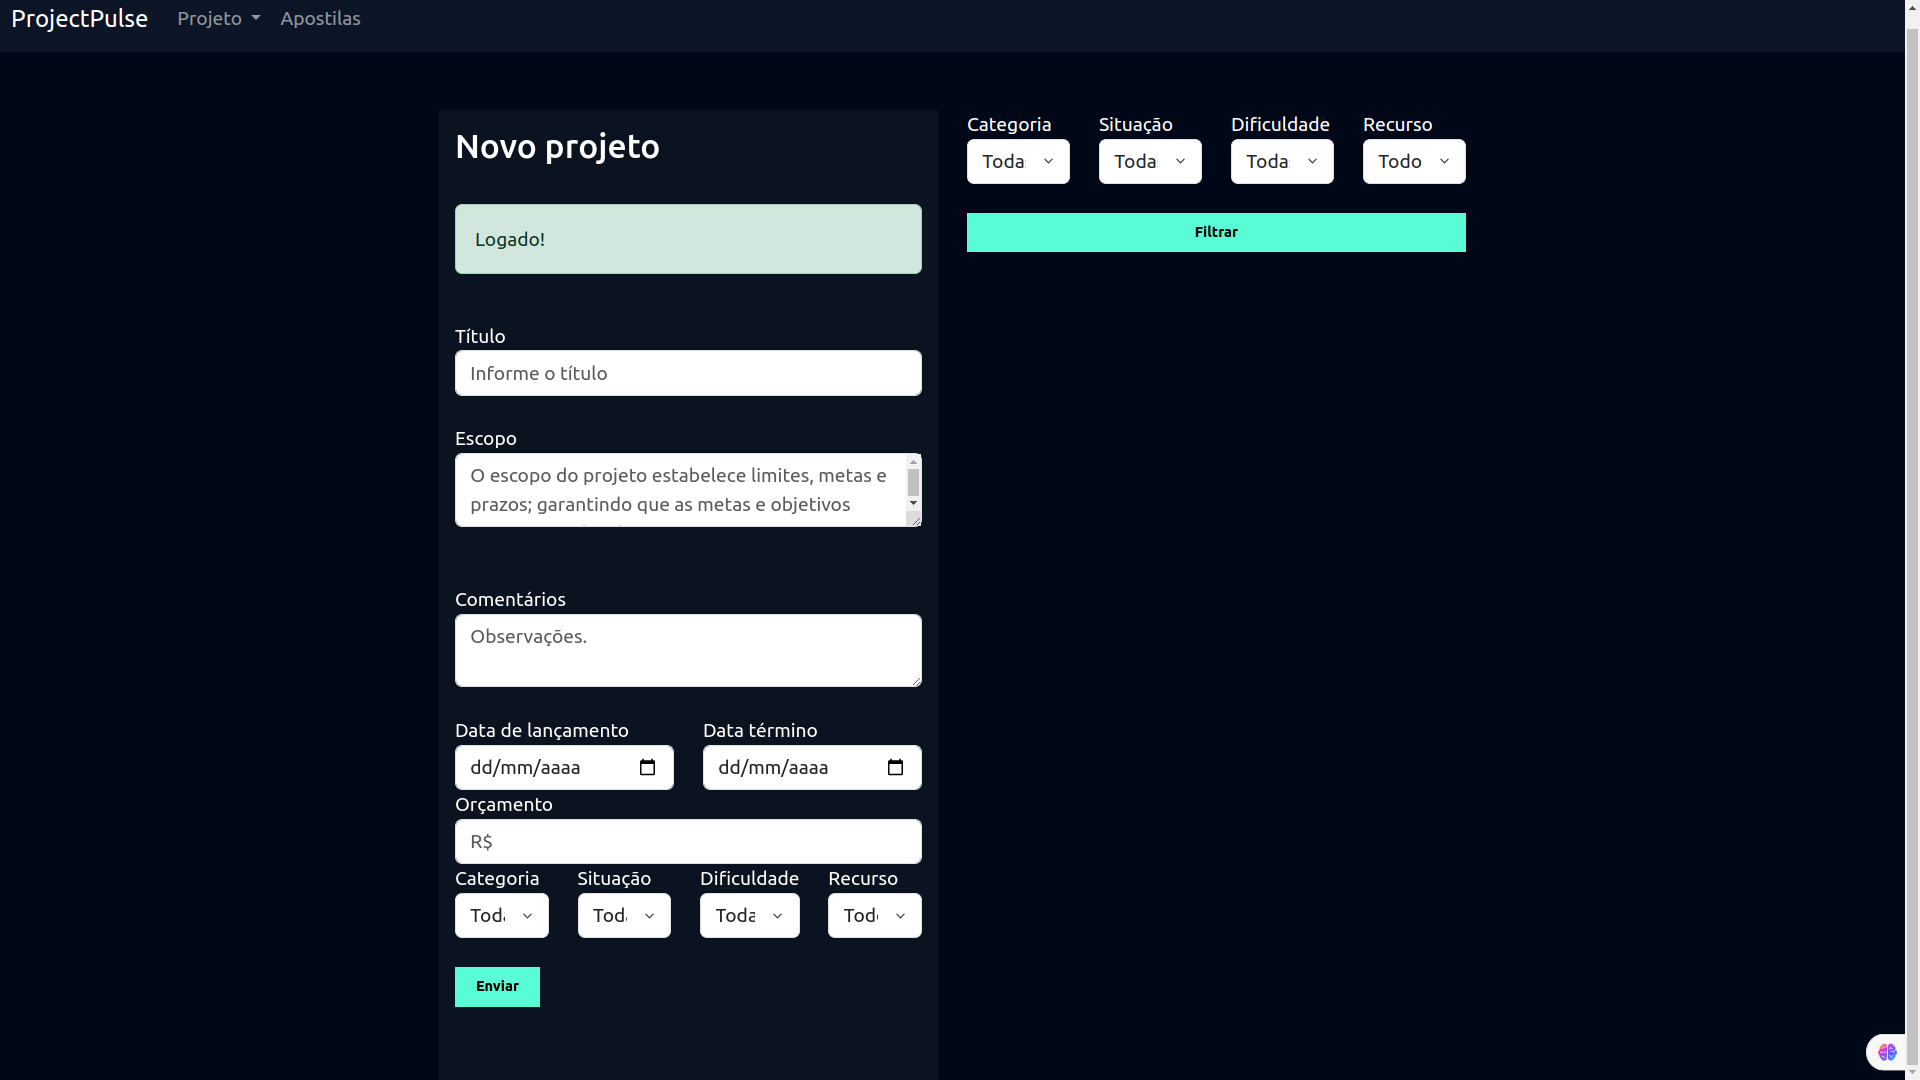 ProjectPulse Projeto Apostilas
Novo projeto
Logado!
Título
Informe o título
Escopo
O escopo do projeto estabelece limites, metas e
prazos; garantindo que as metas e objetivos
Comentários
Observações.
Data de lançamento Data término
dd/mm/aaaa dd/mm/aaaa
Orçamento
R$
Categoria Situação Dificuldade Recurso
Toda Toda Toda Todo
Enviar
Categoria Situação Dificuldade Recurso
Toda Toda Toda Todo
Filtrar